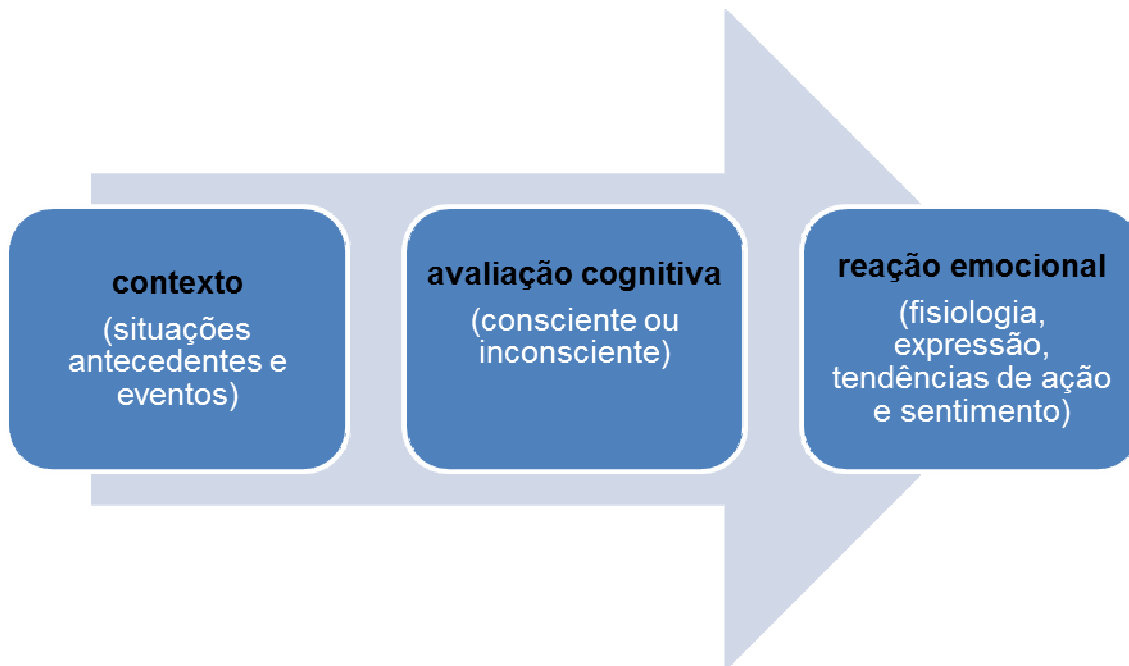 contexto
(situações
antecedentes e
eventos)
avaliação cognitiva
(consciente ou
inconsciente)
reação emocional
(fisiologia,
expressão,
tendências de ação
e sentimento)